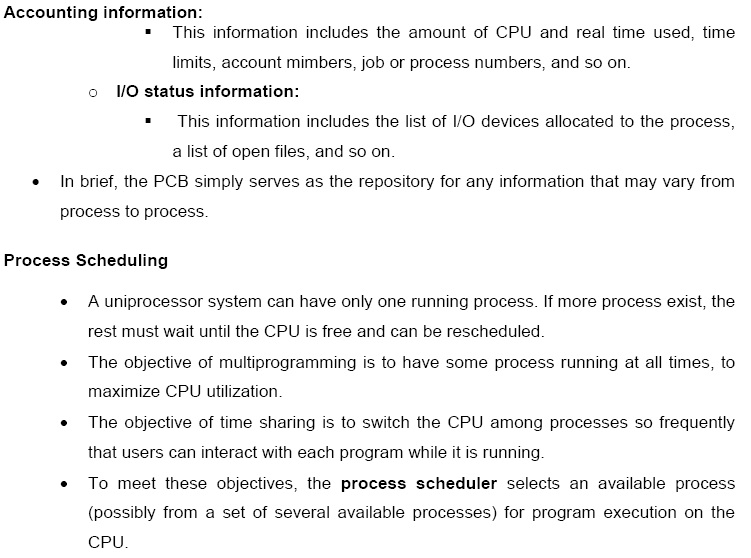 Accounting information:
▪ This information includes the amount of CPU and real time used, time
limits, account mimbers, job or process numbers, and so on.
o I/O status information:
▪ This information includes the list of I/O devices allocated to the process,
a list of open files, and so on.
• In brief, the PCB simply serves as the repository for any information that may vary from
process to process.
Process Scheduling
• A uniprocessor system can have only one running process. If more process exist, the
rest must wait until the CPU is free and can be rescheduled.
• The objective of multiprogramming is to have some process running at all times, to
maximize CPU utilization.
• The objective of time sharing is to switch the CPU among processes so frequently
that users can interact with each program while it is running.
• To meet these objectives, the process scheduler selects an available process
(possibly from a set of several available processes) for program execution on the
CPU.